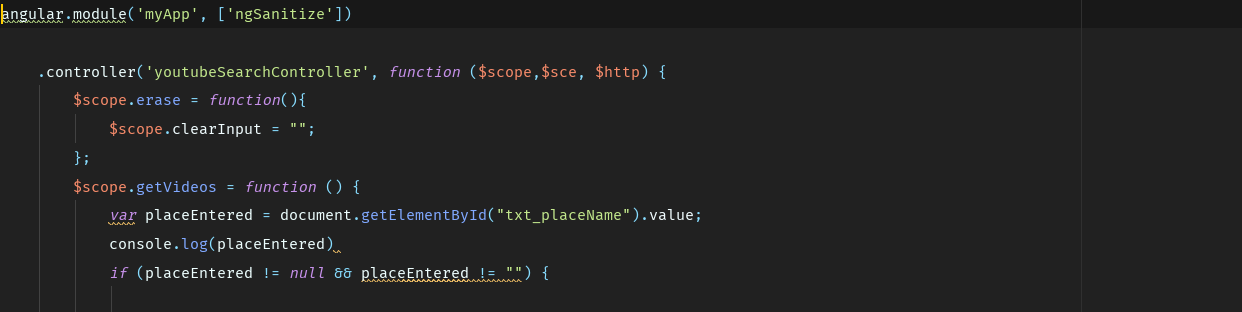 angular.module('myApp', ['ngSanitize'])
.controller('youtubeSearchController', function ($scope,$sce, $http) {
$scope.erase = function(){
$scope.clearInput = "";
};
$scope.getVideos = function () {
var placeEntered = document.getElementById("txt_placeName").value;
console.log(placeEntered)
if (placeEntered != null && placeEntered != "") {